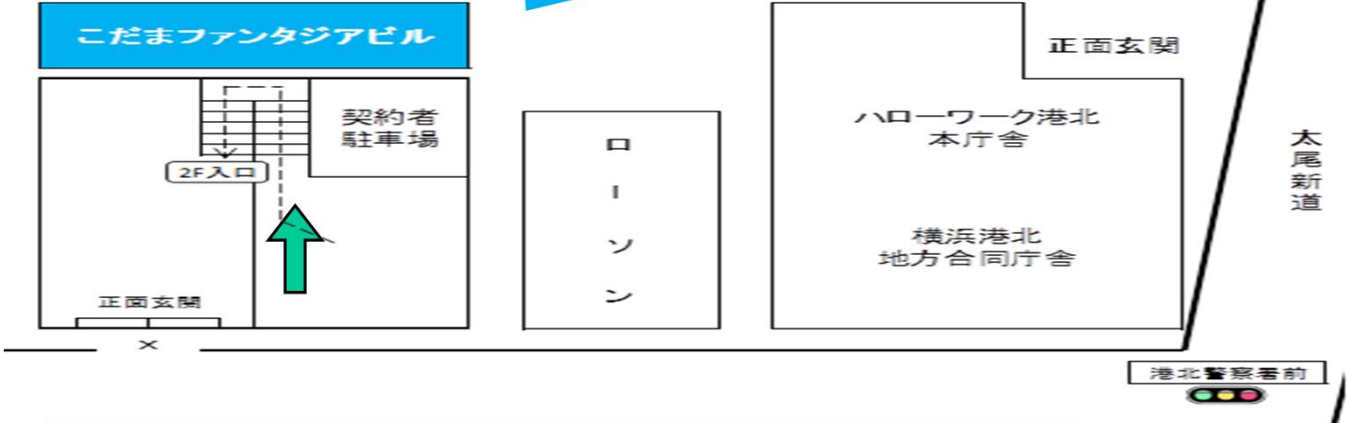 こだまファンタジアビル
契約者
駐車場
2F入口
正面玄関
×
ローソン
正面玄関
ハローワーク港北
本庁舎
横浜港北
地方合同庁舎
太尾新道
港北警察署前